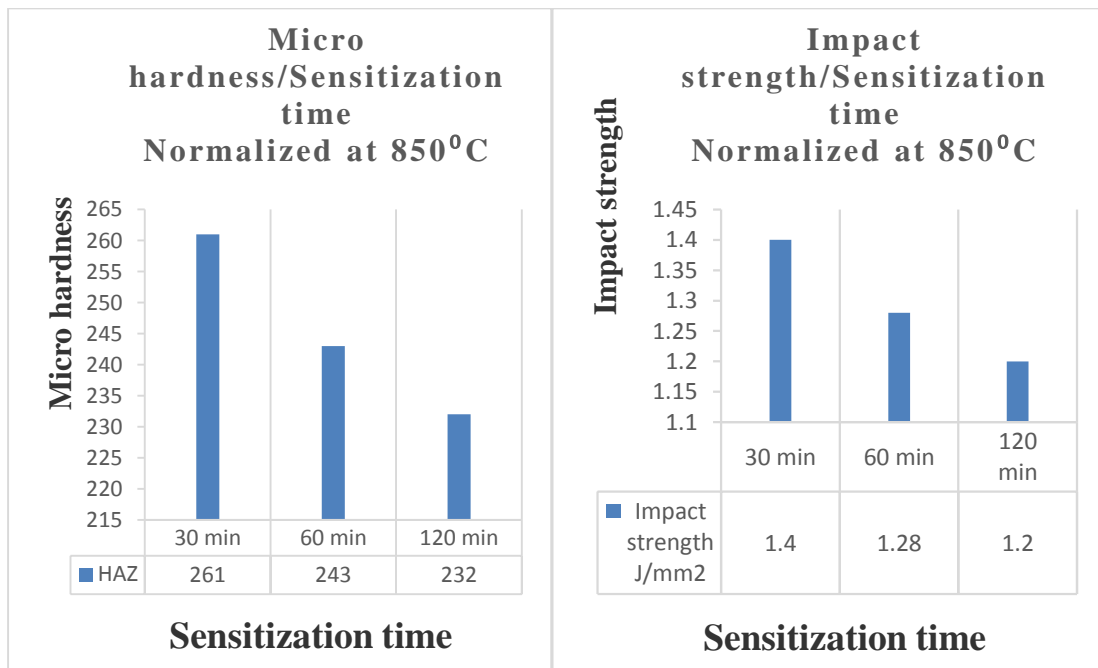 Micro
hardness/Sensitization
time
Normalized at 850⁰C
Micro hardness
265
260
255
250
245
240
235
230
225
220
215
30 min 60 min 120 min
HAZ 261 243 232
Sensitization time
Impact
strength/Sensitization
time
Normalized at 850⁰C
Impact strength
1.45
1.4
1.35
1.3
1.25
1.2
1.15
1.1
30 min 60 min 120
min
Impact
strength
J/mm2
1.4 1.28 1.2
Sensitization time